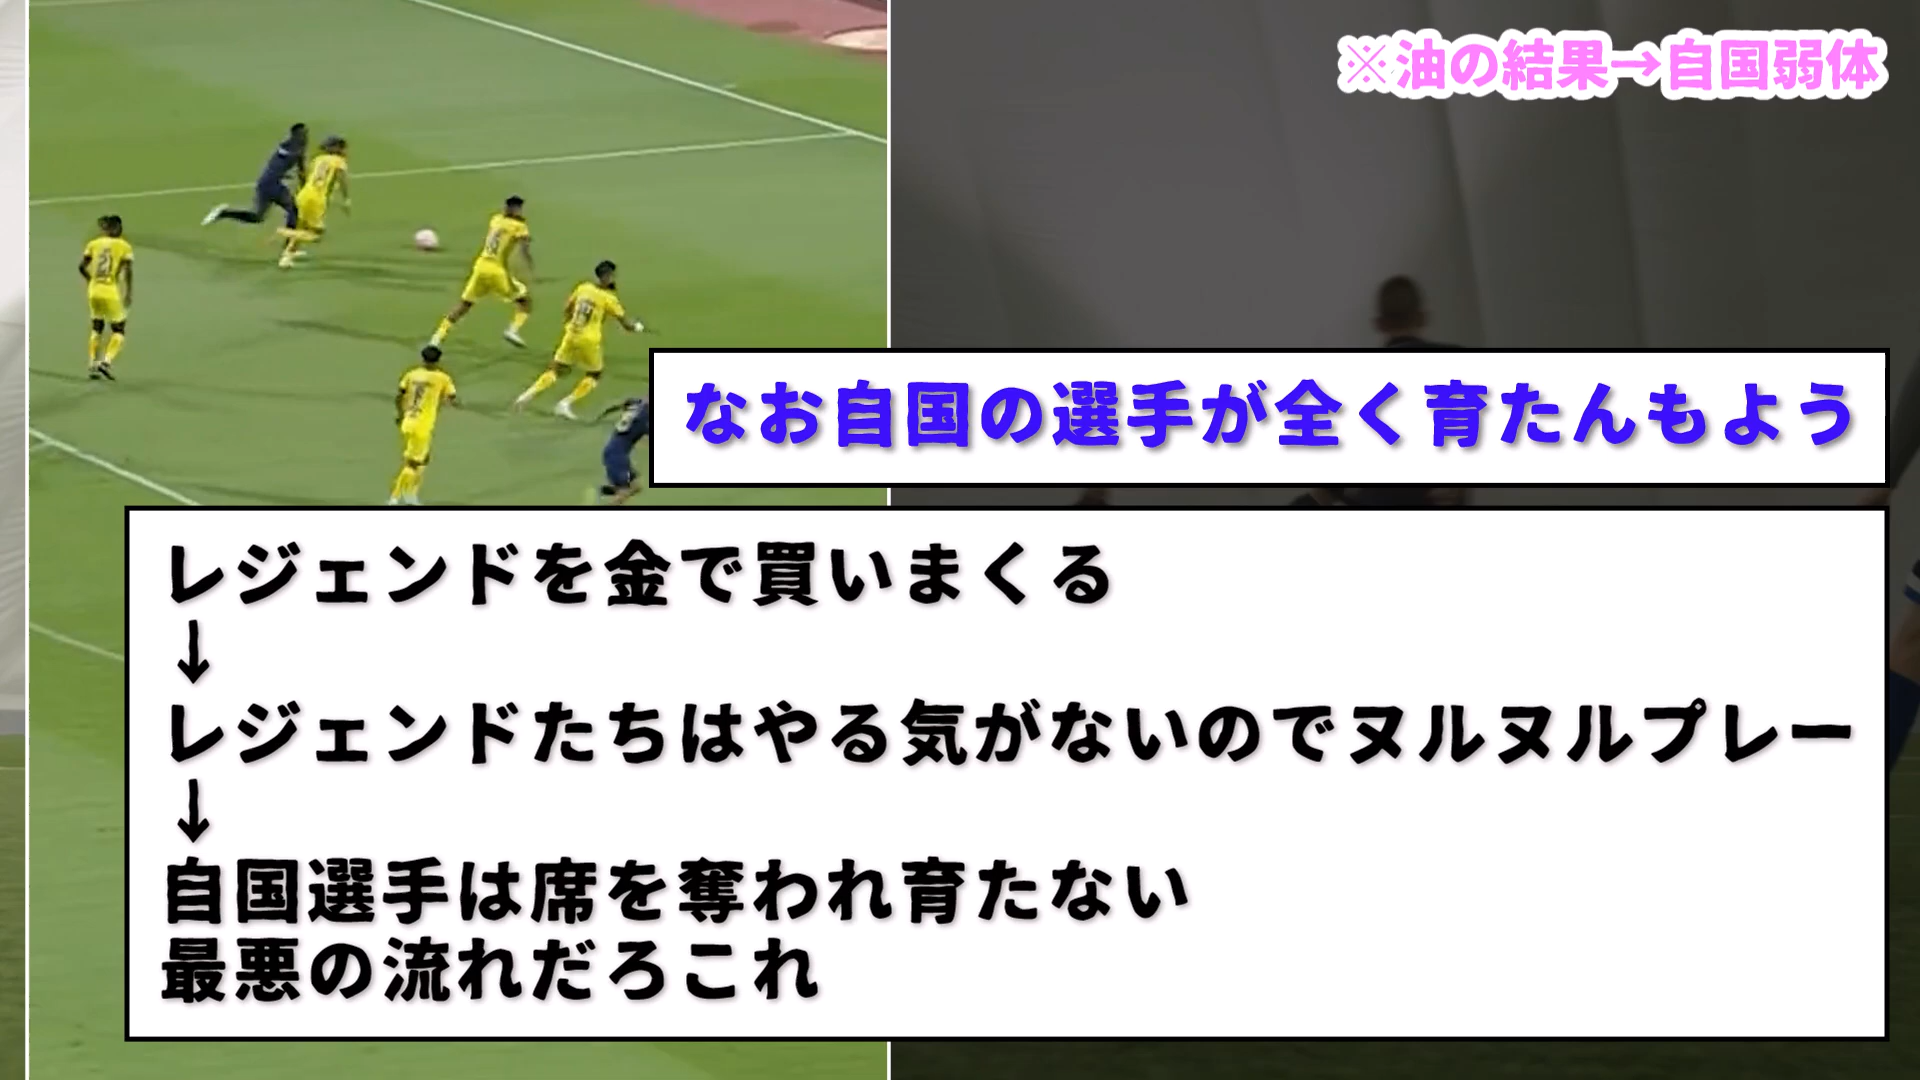 ※油の結果→自国弱体
なお自国の選手が全く育たんもよう
レジェンドを金で買いまくる
↓
レジェンドたちはやる気がないのでヌルヌルプレー
↓
自国選手は席を奪われ育たない
最悪の流れだろこれ